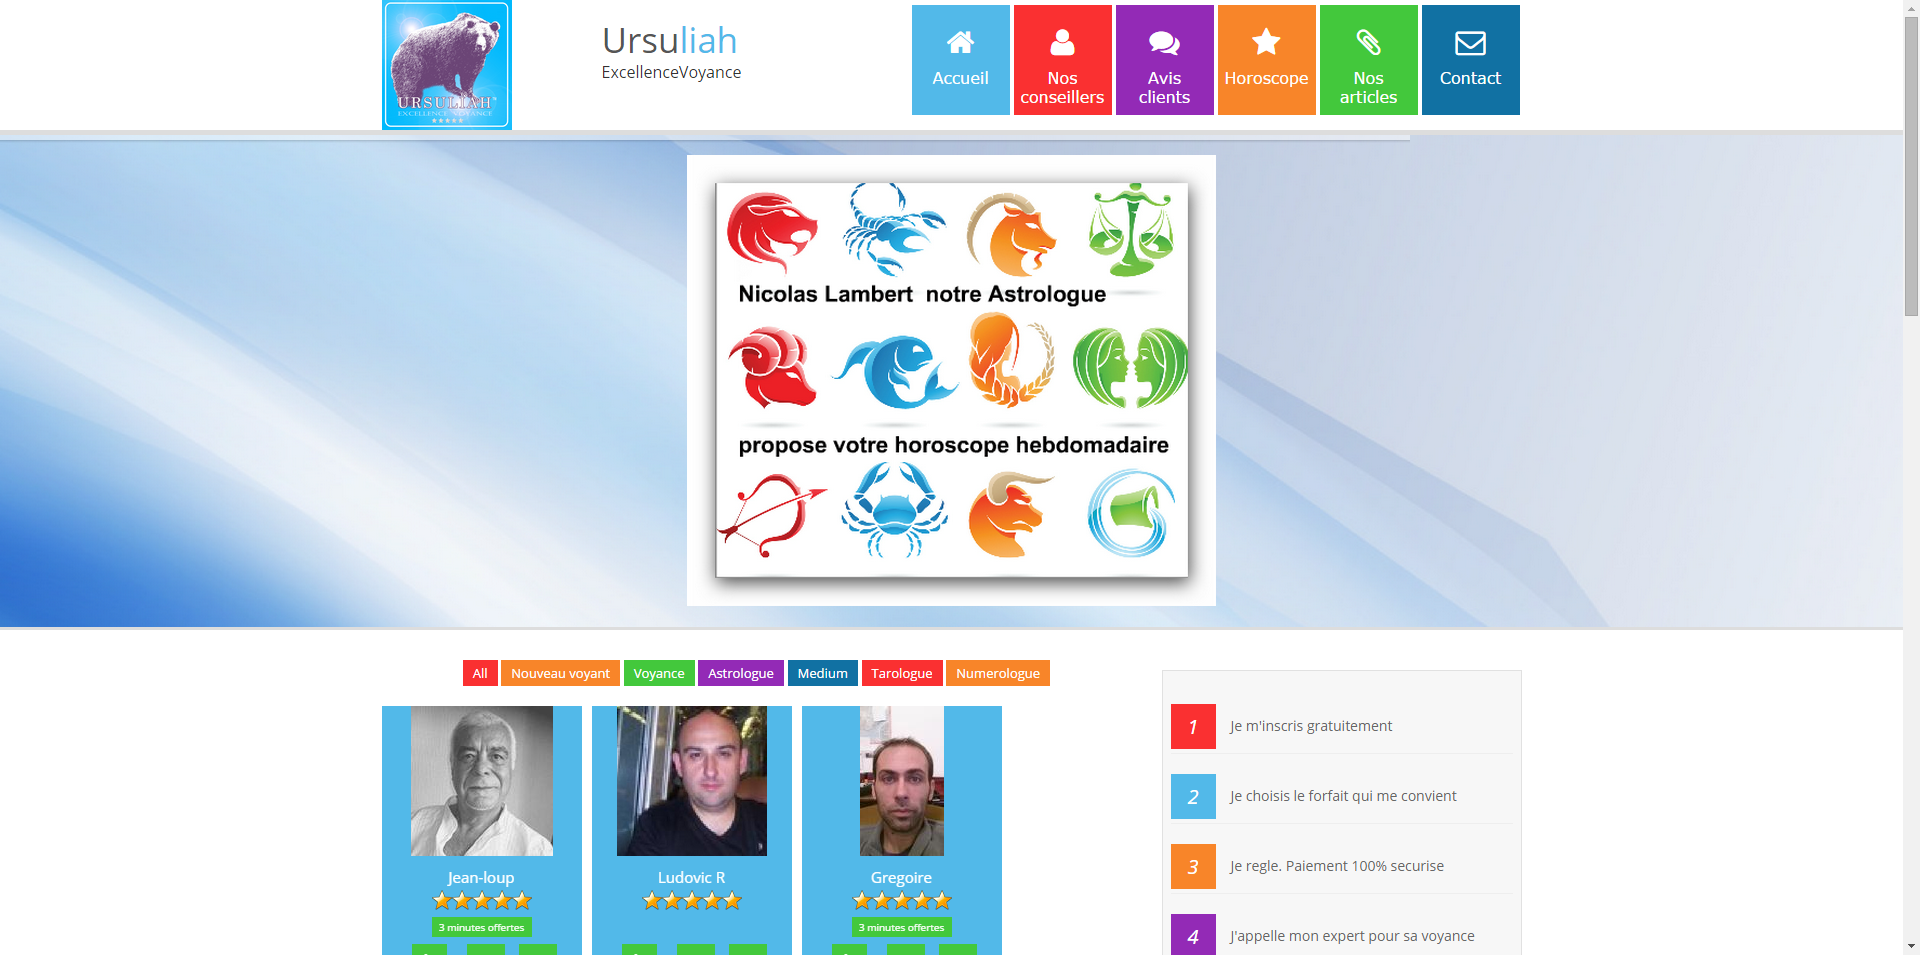 URSULIAH
EXCELLENCE VOYANCE
Ursuliah
ExcellenceVoyance
Accueil
Nos
conseillers
Avis
clients
Horoscope
Nos
articles
Contact
Nicolas Lambert notre Astrologue
propose votre horoscope hebdomadaire
All
Nouveau voyant
Voyance
Astrologue
Medium
Tarologue
Numerologue
Jean-loup
3 minutes offertes
Ludovic R
Gregoire
3 minutes offertes
1 Je m'inscris gratuitement
2 Je choisis le forfait qui me convient
3 Je regle. Paiement 100% securise
4 J'appelle mon expert pour sa voyance